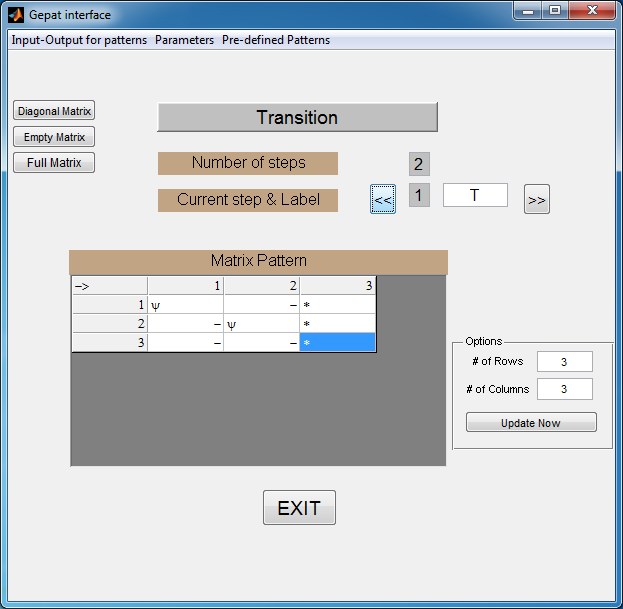 Gepat interface
Input-Output for patterns Parameters Pre-defined Patterns
Diagonal Matrix
Empty Matrix
Full Matrix
Transition
Number of steps 2
Current step & Label << 1 T >>
Matrix Pattern
-> 1 2 3
1 ψ – *
2 – ψ *
3 – – *
Options
# of Rows 3
# of Columns 3
Update Now
EXIT